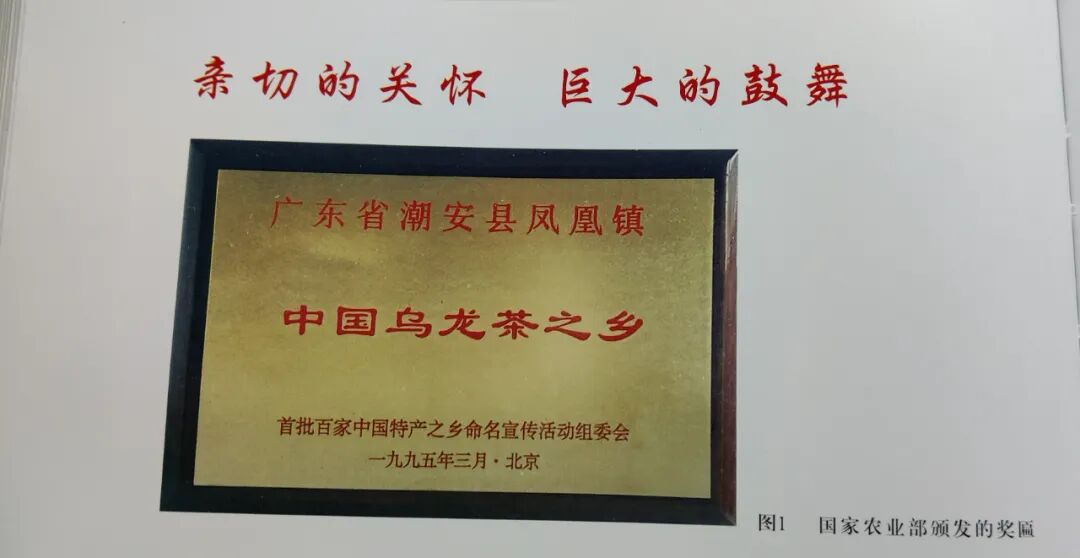 亲切的关怀 巨大的鼓舞
广东省潮安县凤凰镇
中国乌龙茶之乡
首批百家中国特产之乡命名宣传活动组委会
一九九五年三月·北京
图1 国家农业部颁发的奖匾